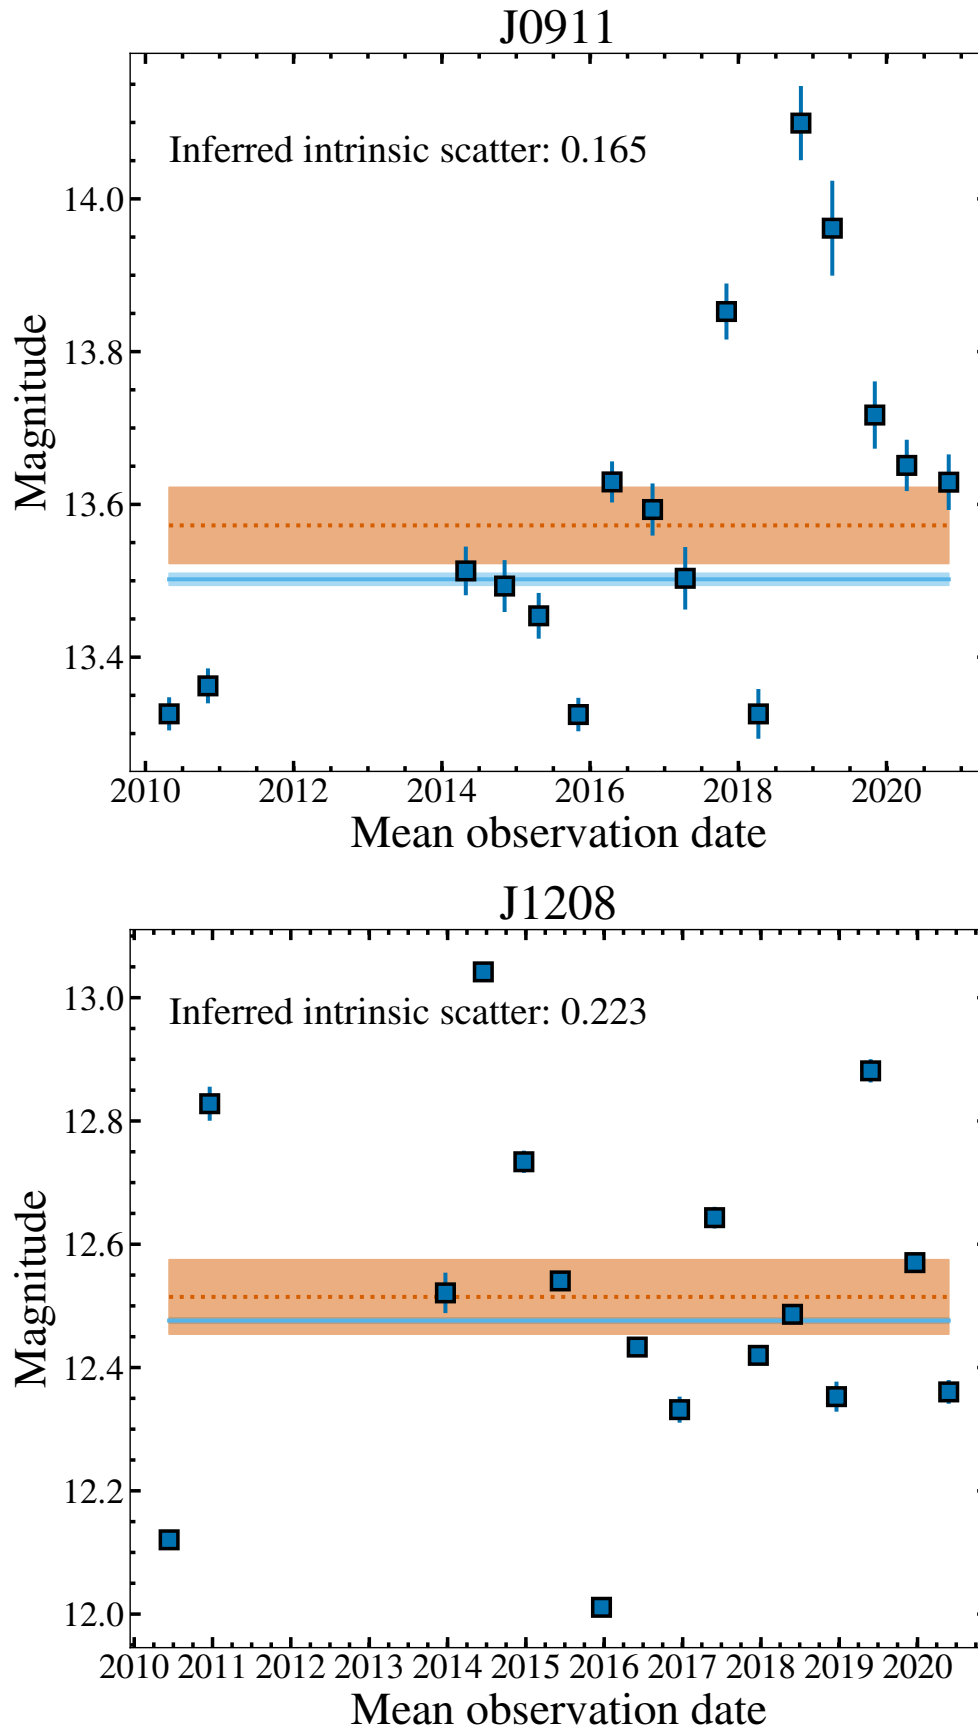 J0911
Inferred intrinsic scatter: 0.165
14.0
13.8
13.6
13.4
Magnitude
2010 2012 2014 2016 2018 2020
Mean observation date
J1208
Inferred intrinsic scatter: 0.223
13.0
12.8
12.6
12.4
12.2
12.0
Magnitude
2010 2011 2012 2013 2014 2015 2016 2017 2018 2019 2020
Mean observation date